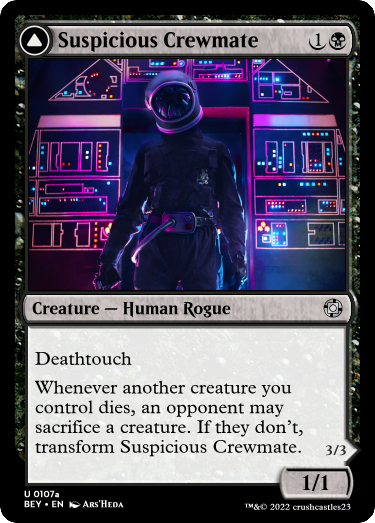 Suspicious Crewmate 1
Creature — Human Rogue
Deathtouch
Whenever another creature you
control dies, an opponent may
sacrifice a creature. If they don't,
transform Suspicious Crewmate.
3/3
1/1
U 0107a
BEY • EN Ars'Heda
™&© 2022 crushcastles23